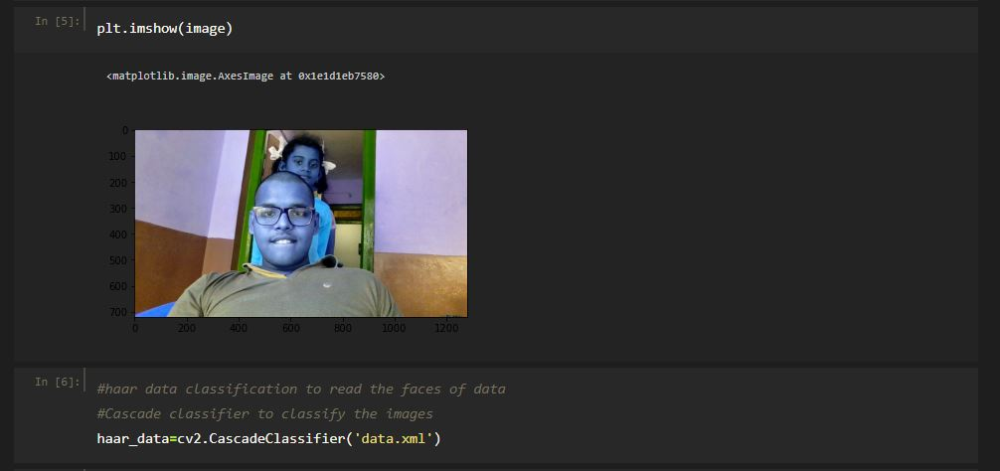 In [5]:
plt.imshow(image)
<matplotlib.image.AxesImage at 0x1e1d1eb7580>
0
100
200
300
400
500
600
700
0 200 400 600 800 1000 1200
In [6]:
#haar data classification to read the faces of data
#Cascade classifier to classify the images
haar_data=cv2.CascadeClassifier('data.xml')